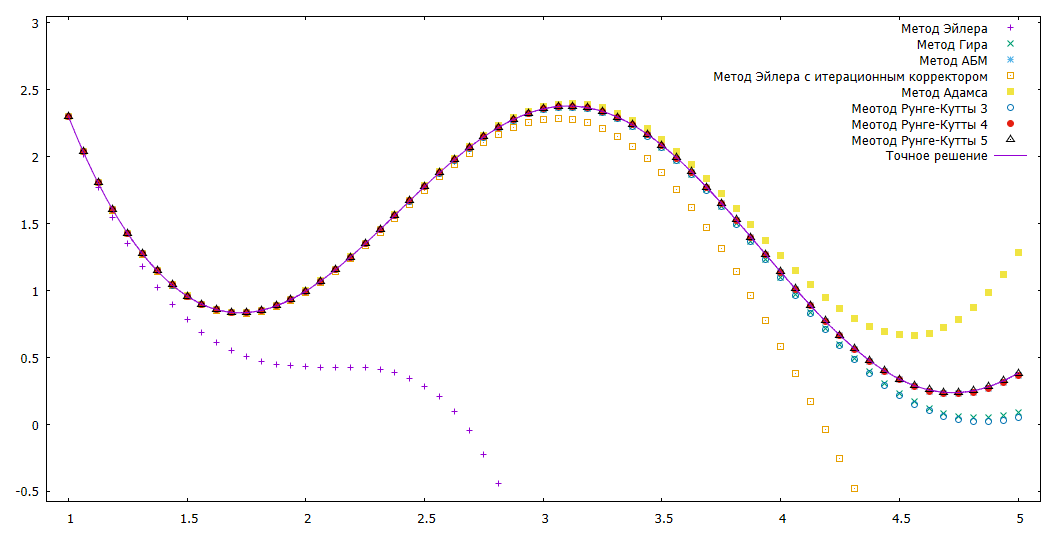 3
2.5
2
1.5
1
0.5
0
-0.5
1
1.5
2
2.5
3
3.5
4
4.5
5
Метод Эйлера
Метод Гира
Метод АБМ
Метод Эйлера с итерационным корректором
Метод Адамса
Меотод Рунге-Кутты 3
Меотод Рунге-Кутты 4
Меотод Рунге-Кутты 5
Точное решение